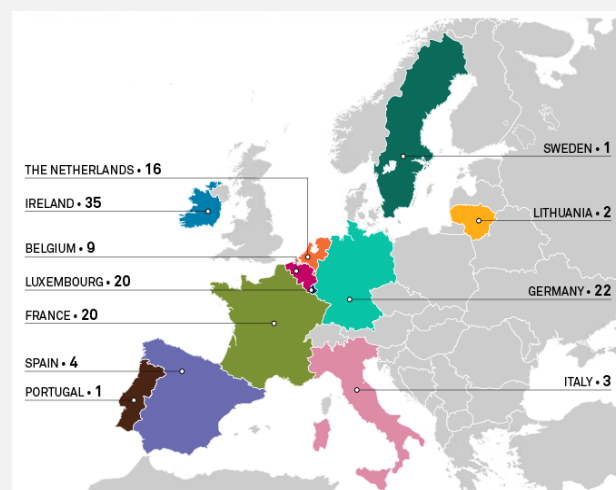 SWEDEN • 1
THE NETHERLANDS • 16
IRELAND • 35
LITHUANIA • 2
BELGIUM • 9
LUXEMBOURG • 20
GERMANY • 22
FRANCE • 20
SPAIN • 4
ITALY • 3
PORTUGAL • 1